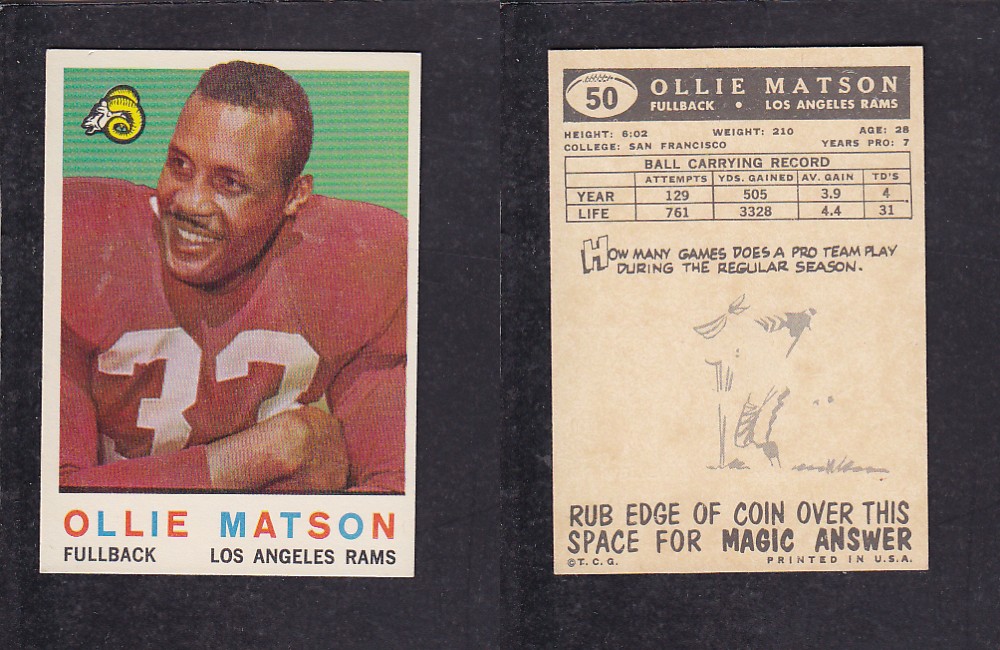 33
OLLIE MATSON
FULLBACK LOS ANGELES RAMS
50
OLLIE MATSON
FULLBACK • LOS ANGELES RAMS
HEIGHT: 6:02 WEIGHT: 210 AGE: 28
COLLEGE: SAN FRANCISCO YEARS PRO: 7
BALL CARRYING RECORD
ATTEMPTS YDS. GAINED AV. GAIN TD'S
YEAR 129 505 3.9 4
LIFE 761 3328 4.4 31
HOW MANY GAMES DOES A PRO TEAM PLAY
DURING THE REGULAR SEASON.
RUB EDGE OF COIN OVER THIS
SPACE FOR MAGIC ANSWER
©T.C.G. PRINTED IN U.S.A.